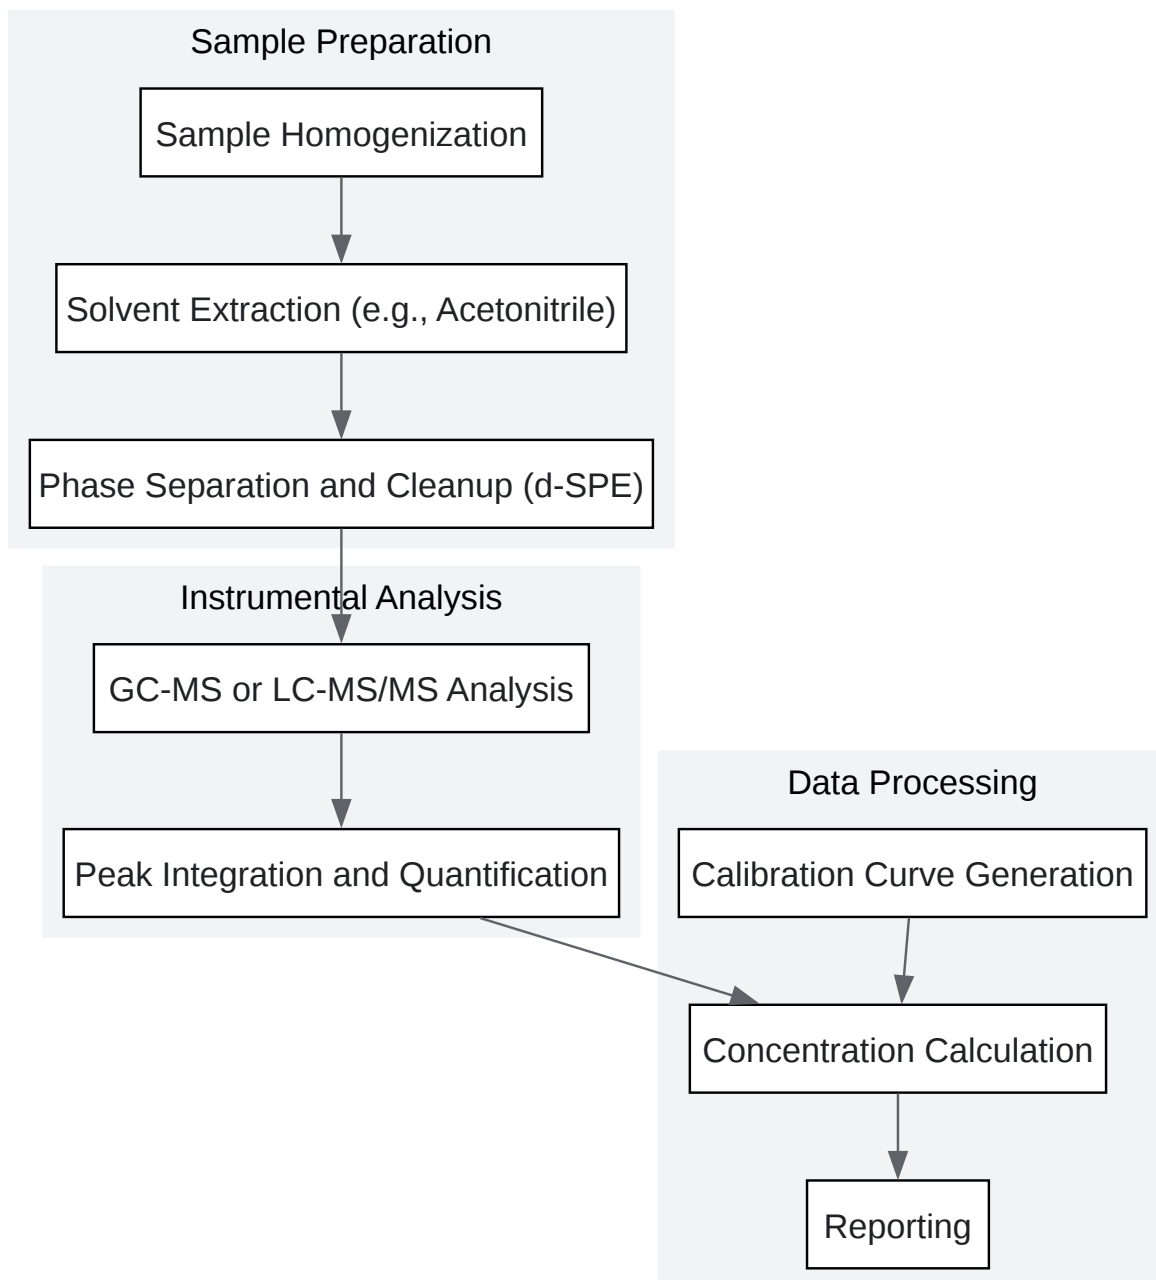 Sample Preparation
Sample Homogenization
Solvent Extraction (e.g., Acetonitrile)
Phase Separation and Cleanup (d-SPE)
Instrumental Analysis
GC-MS or LC-MS/MS Analysis
Peak Integration and Quantification
Data Processing
Calibration Curve Generation
Concentration Calculation
Reporting